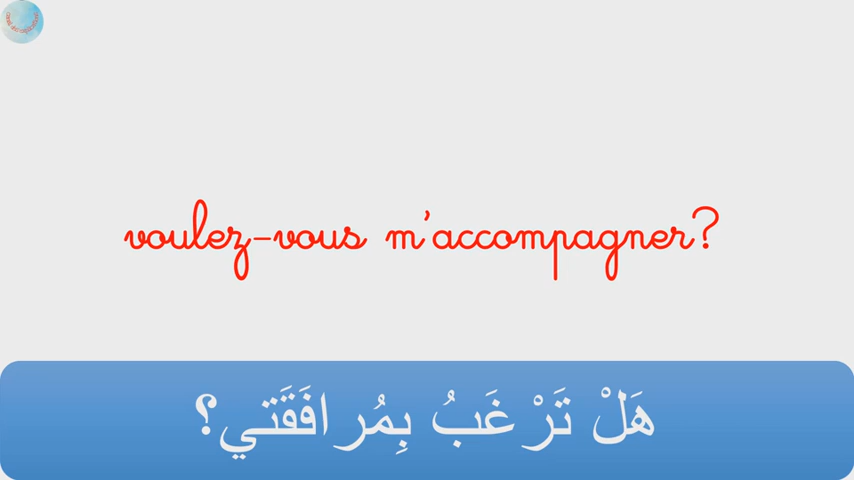 voulez-vous m'accompagner?
هَلْ تَرْغَبُ بِمُرافَقَتي؟